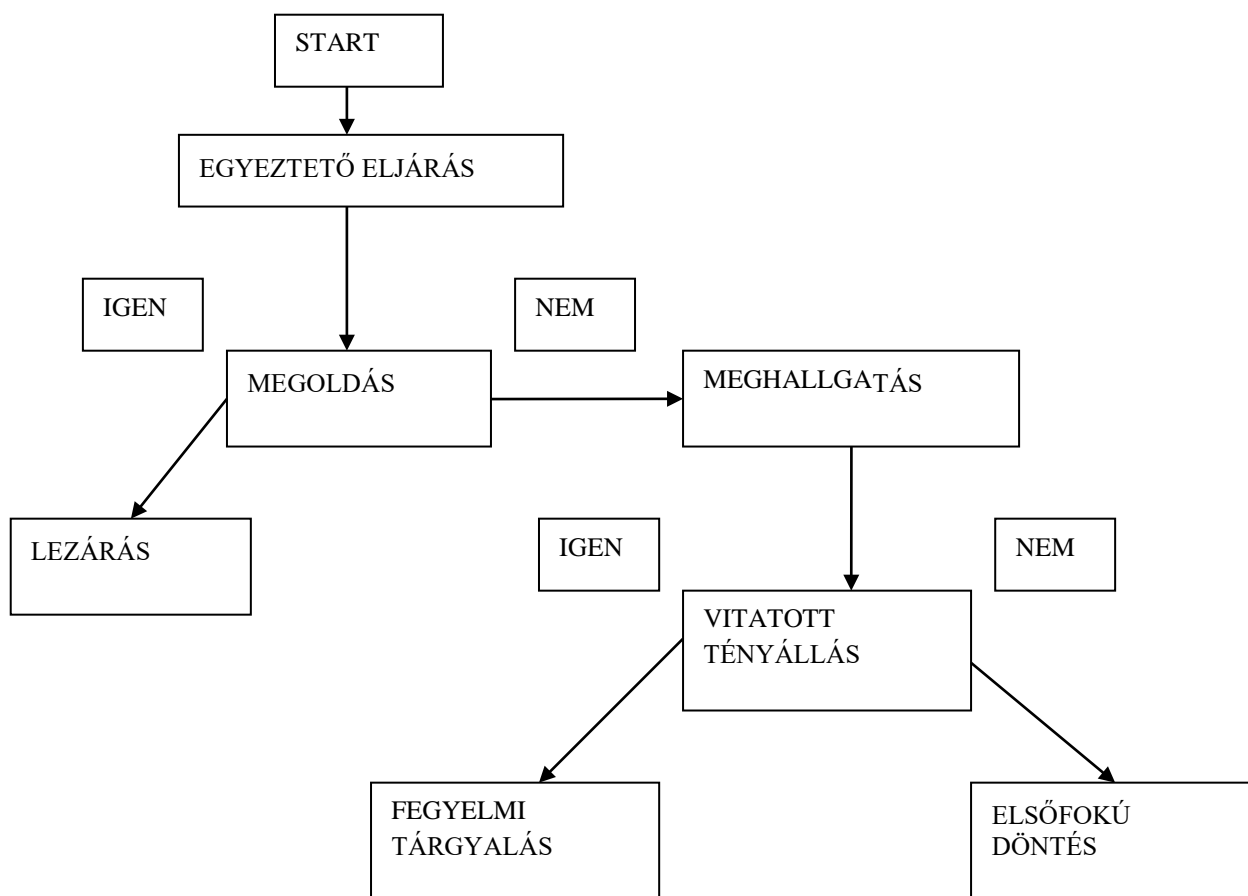 START
EGYEZTETŐ ELJÁRÁS
IGEN
NEM
MEGOLDÁS
MEGHALLGATÁS
LEZÁRÁS
IGEN
NEM
VITATOTT
TÉNYÁLLÁS
FEGYELMI
TÁRGYALÁS
ELSŐFOKÚ
DÖNTÉS